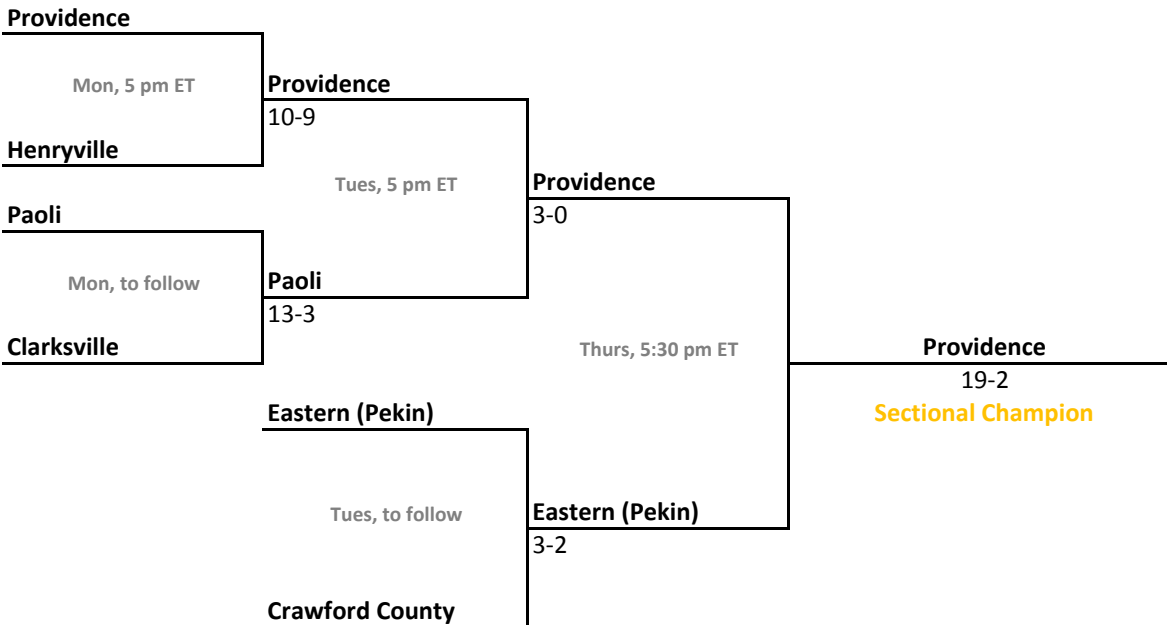 Providence
Mon, 5 pm ET
Providence
10-9
Henryville
Tues, 5 pm ET
Providence
3-0
Paoli
Mon, to follow
Paoli
13-3
Clarksville
Thurs, 5:30 pm ET
Providence
19-2
Sectional Champion
Eastern (Pekin)
Tues, to follow
Eastern (Pekin)
3-2
Crawford County